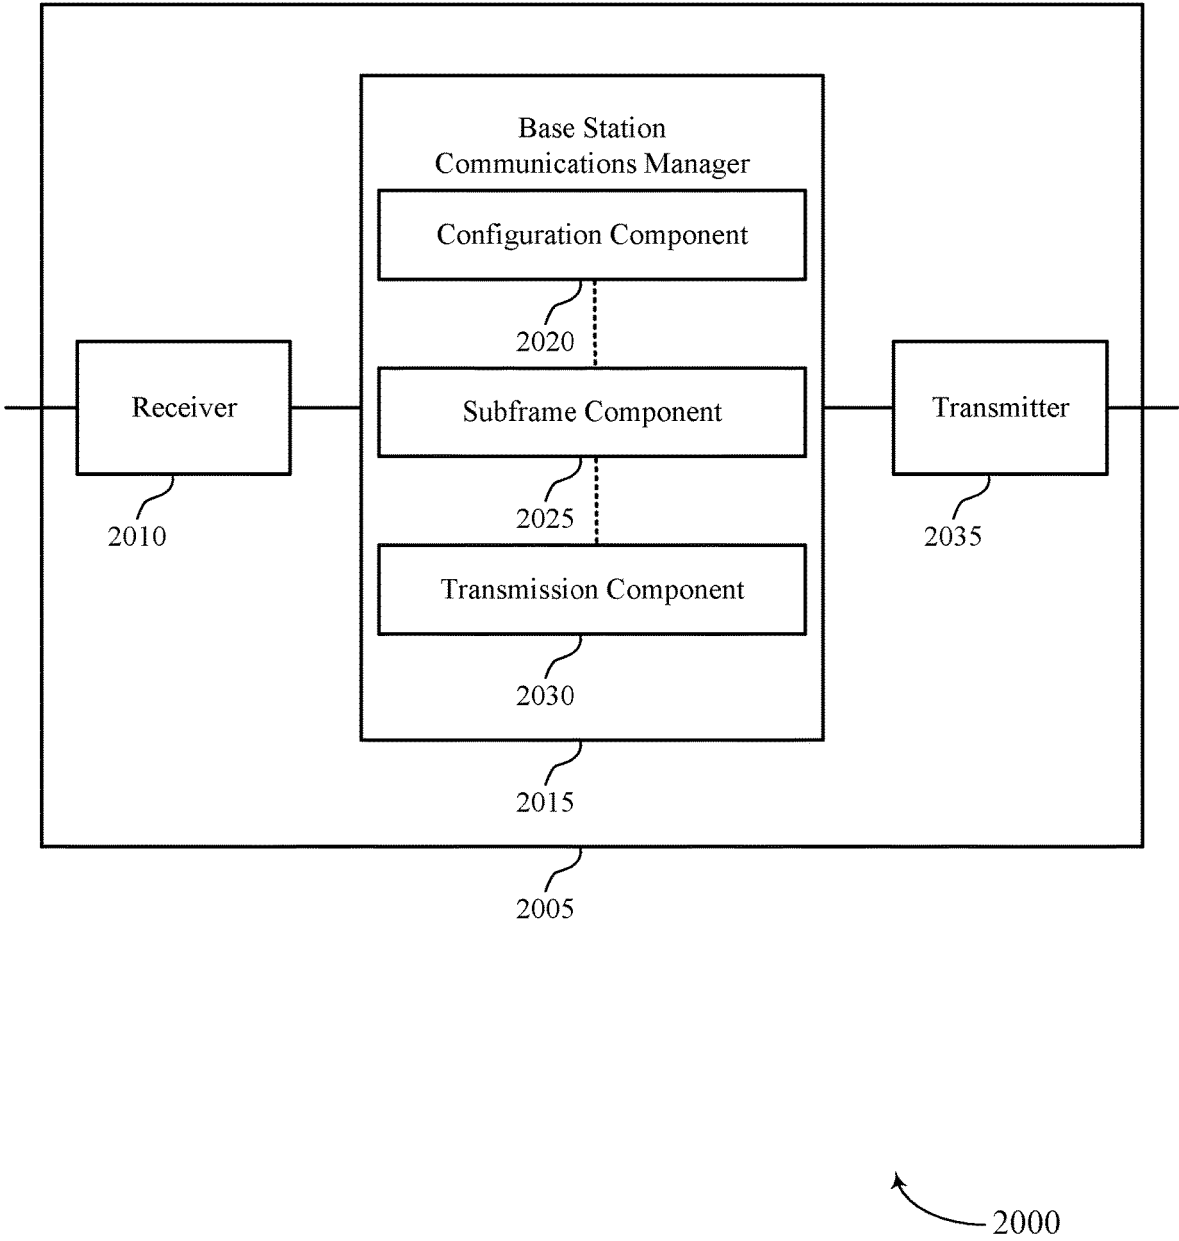 Base Station
Communications Manager
Configuration Component
2020
Receiver
2010
Subframe Component
2025
Transmitter
2035
Transmission Component
2030
2015
2005
2000